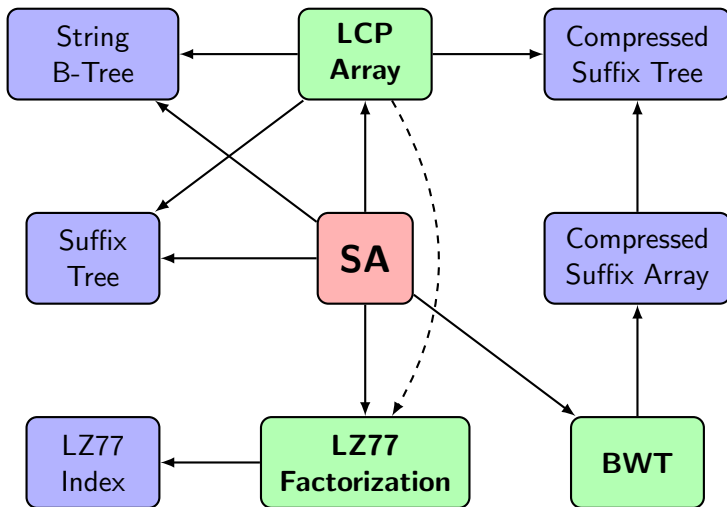 String
B-Tree
LCP
Array
Compressed
Suffix Tree
Suffix
Tree
SA
Compressed
Suffix Array
LZ77
Index
LZ77
Factorization
BWT